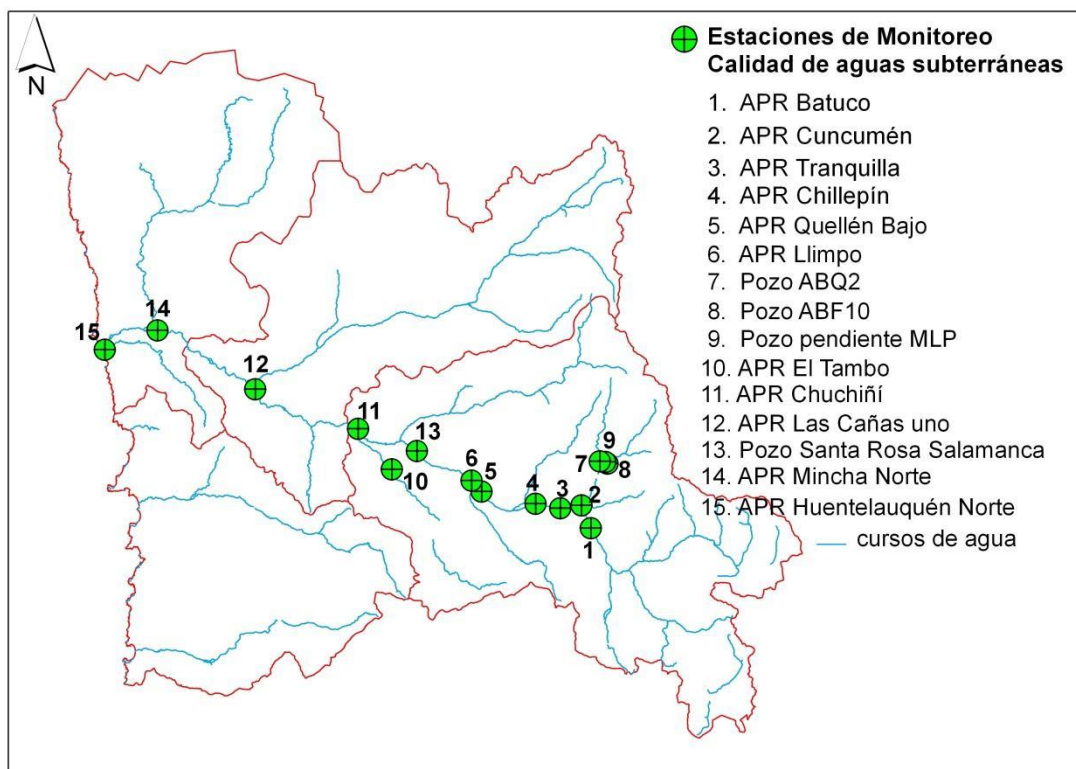 N
Estaciones de Monitoreo
Calidad de aguas subterráneas
1. APR Batuco
2 APR Cuncumén
3 APR Tranquilla
4 APR Chillepín
5 APR Quellén Bajo
6 APR Llimpo
7 Pozo ABQ2
8 Pozo ABF10
9 Pozo pendiente MLP
10. APR El Tambo
11. APR Chuchiñí
12. APR Las Cañas uno
13. Pozo Santa Rosa Salamanca
14. APR Mincha Norte
15. APR Huentelauquén Norte
cursos de agua
14
15
12
11
13
10
6
5
4
3
2
1
9
7
8